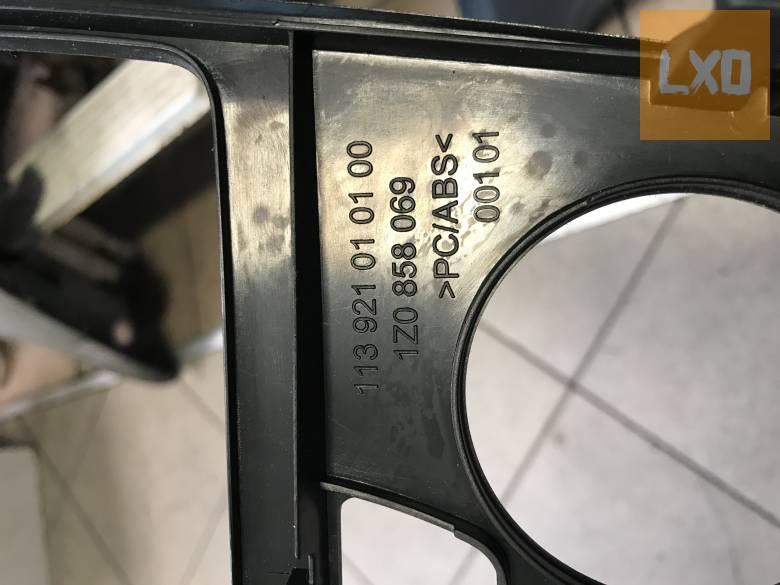 113 921 01 01 00
1Z0 858 069
>PC/ABS<
00101
LXO